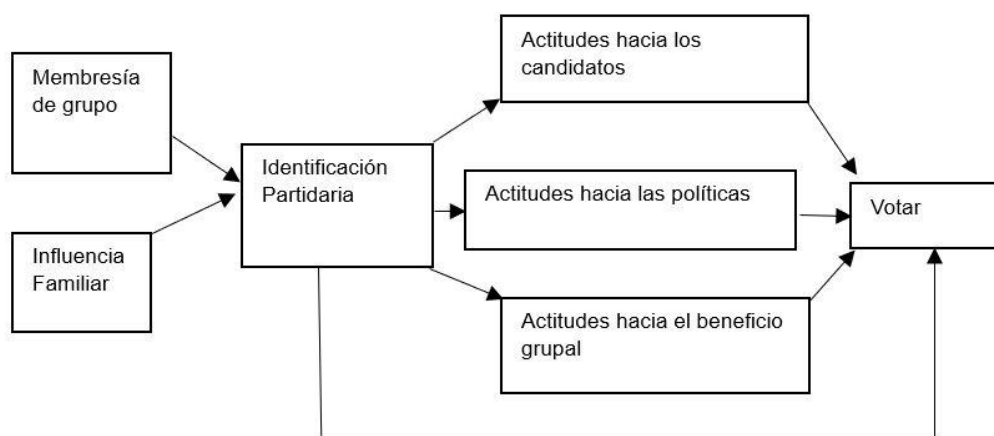 Membresía
de grupo
Influencia
Familiar
Identificación
Partidaria
Actitudes hacia los
candidatos
Actitudes hacia las políticas
Actitudes hacia el beneficio
grupal
Votar